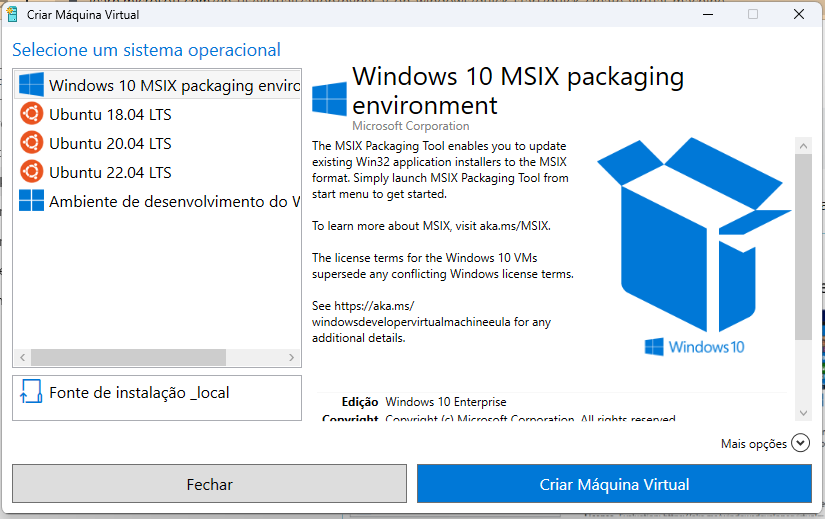 Criar Máquina Virtual
Selecione um sistema operacional
Windows 10 MSIX packaging enviro
Ubuntu 18.04 LTS
Ubuntu 20.04 LTS
Ubuntu 22.04 LTS
Ambiente de desenvolvimento do W
Fonte de instalação _local
Windows 10 MSIX packaging
environment
Microsoft Corporation
The MSIX Packaging Tool enables you to update
existing Win32 application installers to the MSIX
format. Simply launch MSIX Packaging Tool from
start menu to get started.
To learn more about MSIX, visit aka.ms/MSIX.
The license terms for the Windows 10 VMs
supersede any conflicting Windows license terms.
See https://aka.ms/
windowsdevelopervirtualmachineeula for any
additional details.
Windows 10
Edição Windows 10 Enterprise
Copyright Copyright (c) Microsoft Corporation. All rights reserved
Mais opções
Fechar
Criar Máquina Virtual